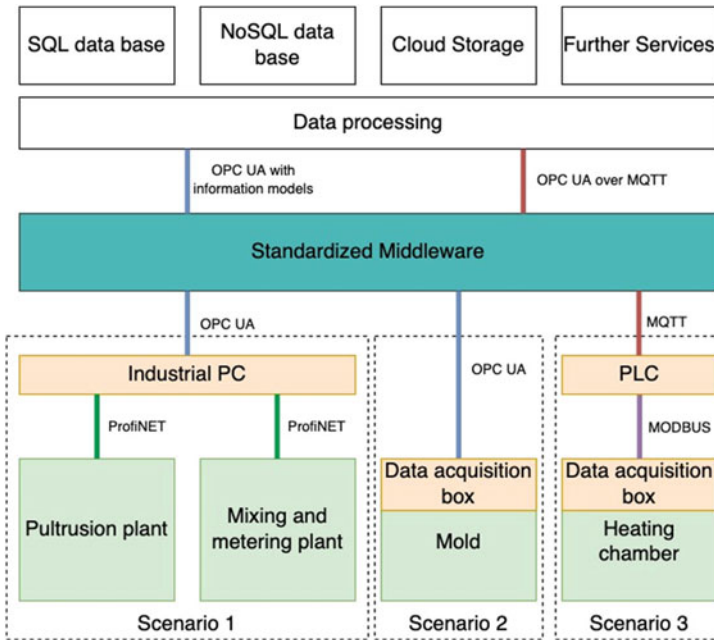 SQL data base
NoSQL data
base
Cloud Storage
Further Services
Data processing
OPC UA with
information models
OPC UA over MQTT
Standardized Middleware
OPC UA
MQTT
Industrial PC
OPC UA
PLC
ProfiNET
ProfiNET
MODBUS
Pultrusion plant
Mixing and
metering plant
Data acquisition
box
Mold
Data acquisition
box
Heating
chamber
Scenario 1
Scenario 2
Scenario 3